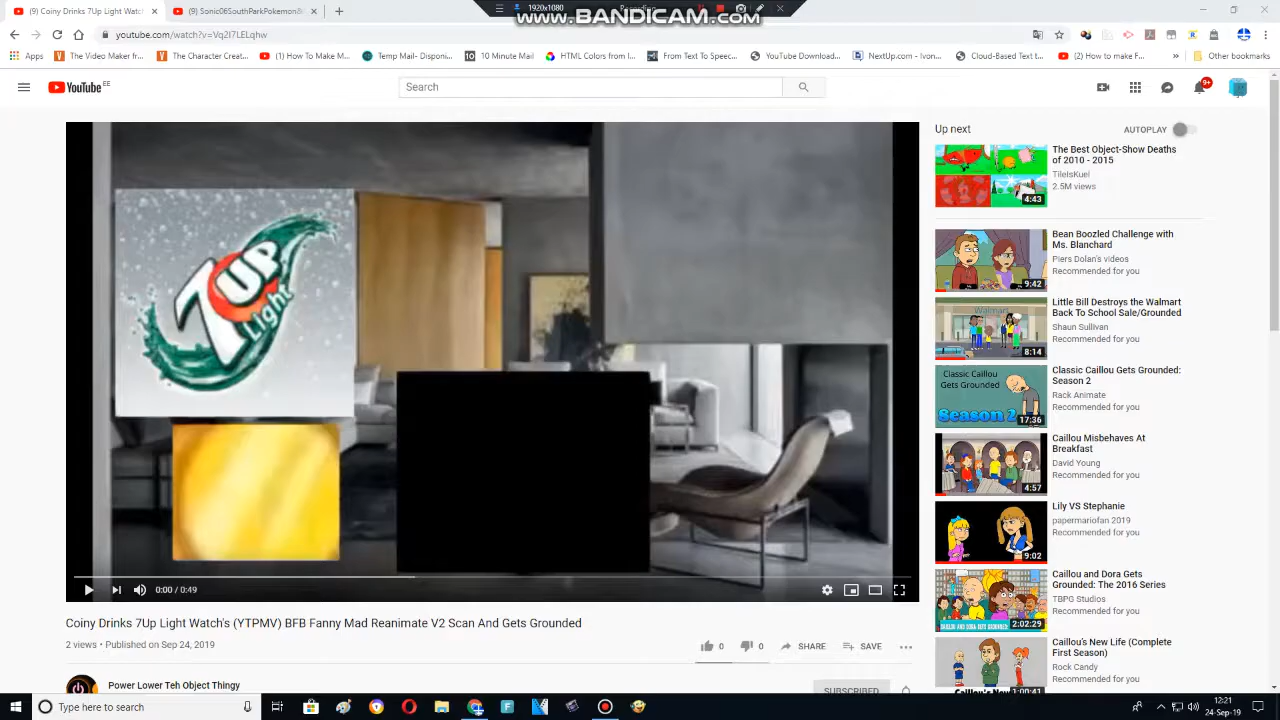 (9) Coiny Drinks 7Up Light Watch
(9) Sonic06SouthParkPokemon&
1920x1080
Recording
www.BANDICAM.com
youtube.com/watch?v=Vq2I7LELqhw
Apps
The Video Maker fr...
The Character Creat...
(1) How To Make M...
Temp Mail- Disponi...
10 Minute Mail
HTML Colors from I...
From Text To Speec...
YouTube Download...
NextUp.com - Ivon...
Cloud-Based Text t...
(2) How to make F...
»
Other bookmarks
YouTube EE
Search
9+
7UP
Light
0:00 / 0:49
Coiny Drinks 7Up Light Watch's (YTPMV) BFB Fanny Mad Reanimate V2 Scan And Gets Grounded
2 views • Published on Sep 24, 2019
0
0
SHARE
SAVE
Power Lower Teh Object Thingy
SUBSCRIBED
Up next
AUTOPLAY
The Best Object-Show Deaths
of 2010 - 2015
TileIsKuel
2.5M views
4:43
Bean Boozled Challenge with
Ms. Blanchard
Piers Dolan's videos
Recommended for you
9:42
Little Bill Destroys the Walmart
Back To School Sale/Grounded
Shaun Sullivan
Recommended for you
Walmart
8:14
Classic Caillou Gets Grounded:
Season 2
Rack Animate
Recommended for you
Classic Caillou
Gets Grounded
Season 2
17:36
Caillou Misbehaves At
Breakfast
David Young
Recommended for you
4:57
Lily VS Stephanie
papermariofan 2019
Recommended for you
9:02
Caillou and Dora Gets
Grounded: The 2016 Series
TBPG Studios
Recommended for you
2:02:29
Caillou's New Life (Complete
First Season)
Rock Candy
Recommended for you
1:00:41
Type here to search
12:21
24-Sep-19